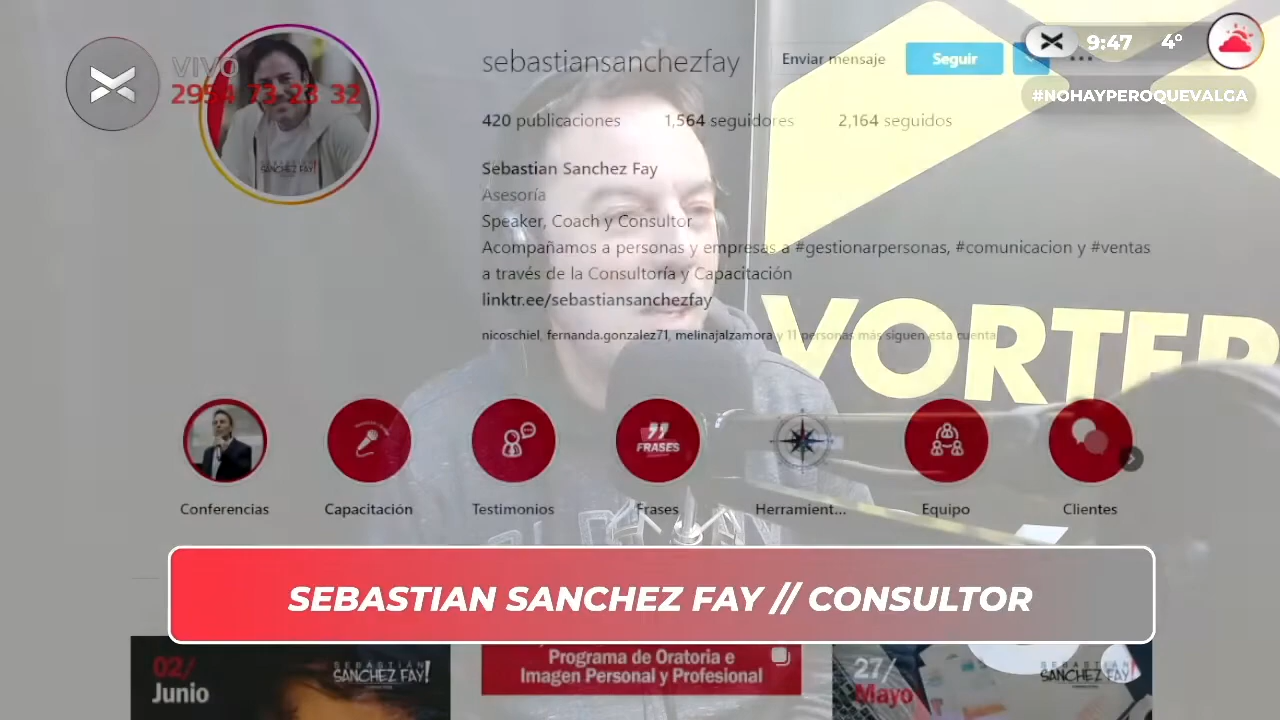 VIVO
2954 73 23 32
9:47 4°
#NOHAYPEROQUEVALGA
sebastiansanchezfay
Enviar mensaje
Seguir
420 publicaciones 1,564 seguidores 2,164 seguidos
Sebastian Sanchez Fay
Asesoría
Speaker, Coach y Consultor
Acompañamos a personas y empresas a #gestionarpersonas, #comunicacion y #ventas
a través de la Consultoría y Capacitación
linktr.ee/sebastiansanchezfay
nicoschiel, fernanda.gonzalez71, melinajalzamora y 11 personas más siguen esta cuenta
SANCHEZ FAY!
VORTER
FRASES
Conferencias Capacitación Testimonios Frases Herramient... Equipo Clientes
SEBASTIAN SANCHEZ FAY // CONSULTOR
02/
Junio
SEBASTIAN
SANCHEZ FAY!
Programa de Oratoria e
Imagen Personal y Profesional
27/
Mayo
SEBASTIAN
SANCHEZ FAY!